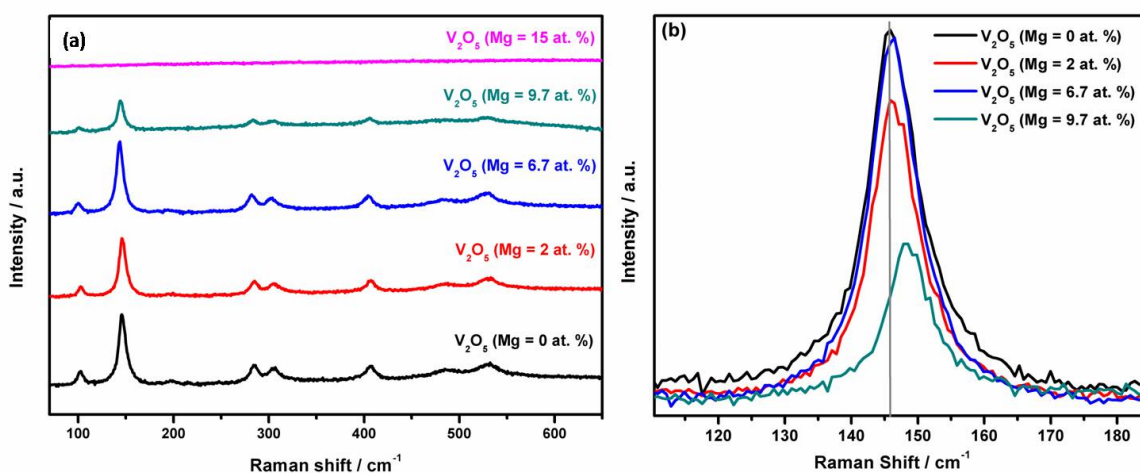 (a)
V₂O₅ (Mg = 15 at. %)
V₂O₅ (Mg = 9.7 at. %)
V₂O₅ (Mg = 6.7 at. %)
V₂O₅ (Mg = 2 at. %)
V₂O₅ (Mg = 0 at. %)
Intensity / a.u.
100 200 300 400 500 600
Raman shift / cm⁻¹
(b)
V₂O₅ (Mg = 0 at. %)
V₂O₅ (Mg = 2 at. %)
V₂O₅ (Mg = 6.7 at. %)
V₂O₅ (Mg = 9.7 at. %)
Intensity / a.u.
120 130 140 150 160 170 180
Raman Shift / cm⁻¹